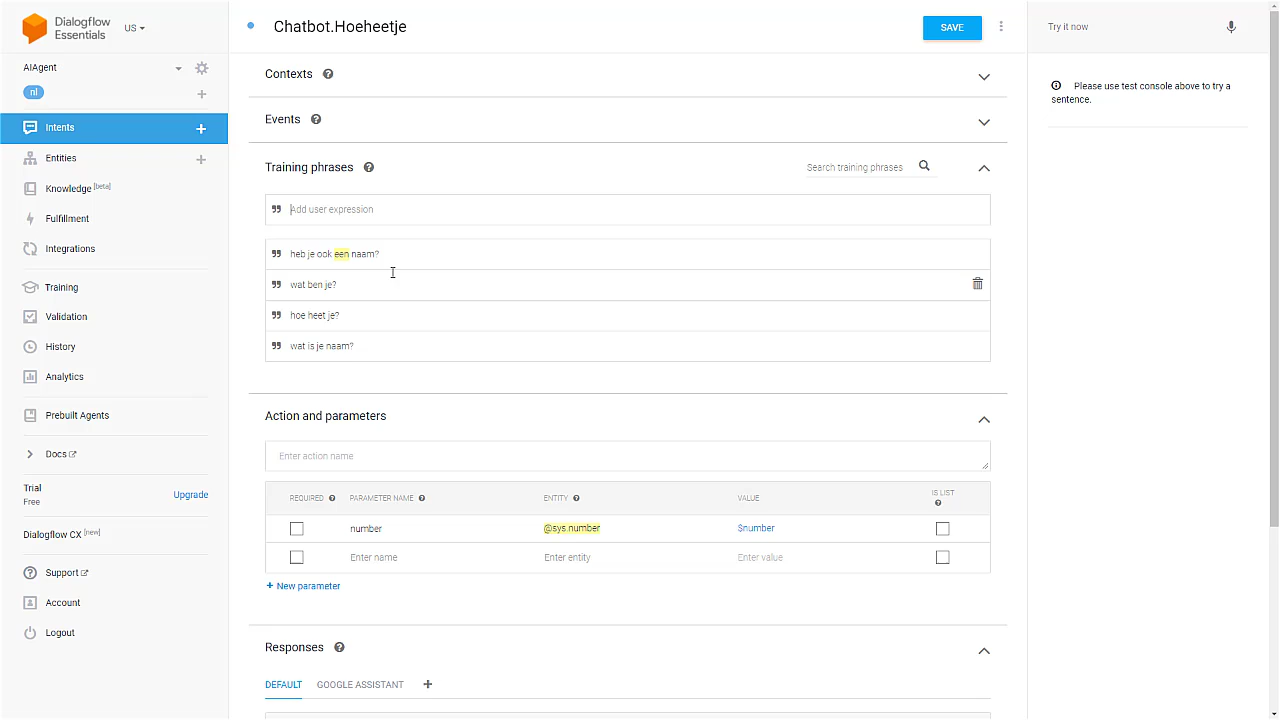 Dialogflow
Essentials
US
Chatbot.Hoeheetje
SAVE
Try it now
AIAgent
nl
Please use test console above to try a
sentence.
Intents
Entities
Knowledge [beta]
Fulfillment
Integrations
Training
Validation
History
Analytics
Prebuilt Agents
Docs
Trial
Free
Upgrade
Dialogflow CX [new]
Support
Account
Logout
Contexts
Events
Training phrases
Search training phrases
Add user expression
heb je ook een naam?
wat ben je?
hoe heet je?
wat is je naam?
Action and parameters
Enter action name
REQUIRED PARAMETER NAME ENTITY VALUE IS LIST
number @sys.number $number
Enter name Enter entity Enter value
+ New parameter
Responses
DEFAULT GOOGLE ASSISTANT +